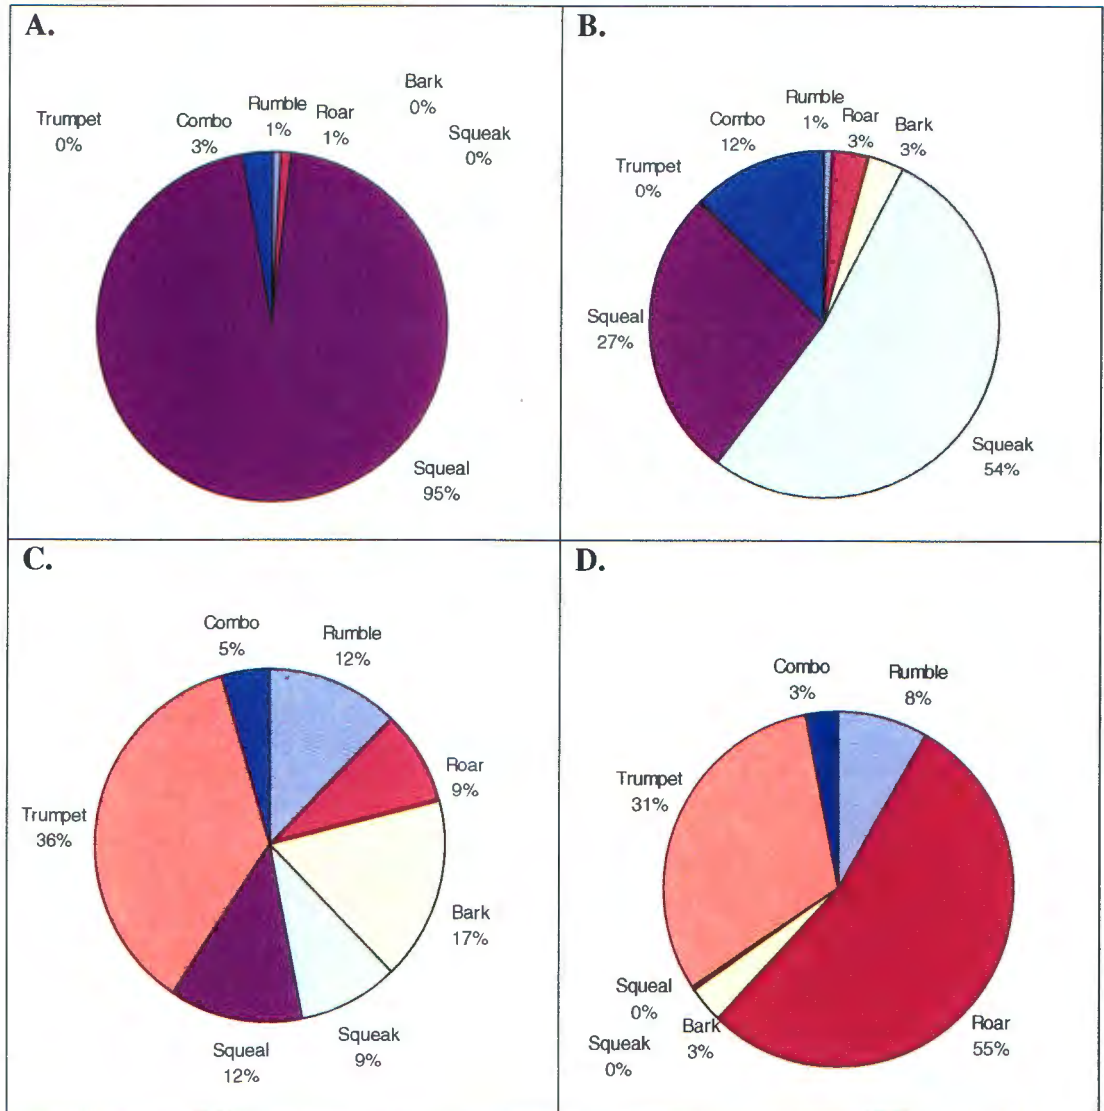 A.
Trumpet
0%
Combo
3%
Rumble
1%
Roar
1%
Bark
0%
Squeak
0%
Squeal
95%
B.
Trumpet
0%
Combo
12%
Rumble
1%
Roar
3%
Bark
3%
Squeal
27%
Squeak
54%
C.
Combo
5%
Rumble
12%
Roar
9%
Trumpet
36%
Bark
17%
Squeak
9%
Squeal
12%
D.
Combo
3%
Rumble
8%
Trumpet
31%
Squeal
0%
Squeak
0%
Bark
3%
Roar
55%